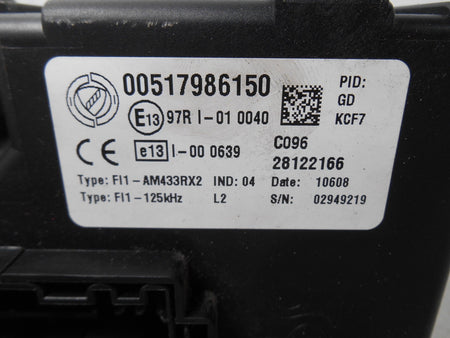 00517986150
PID:
GD
KCF7
E13 97R I-01 0040
CE e13 I-00 0639
C096
28122166
Type: FI1-AM433RX2 IND: 04 Date: 10608
Type: FI1-125kHz L2 S/N: 02949219